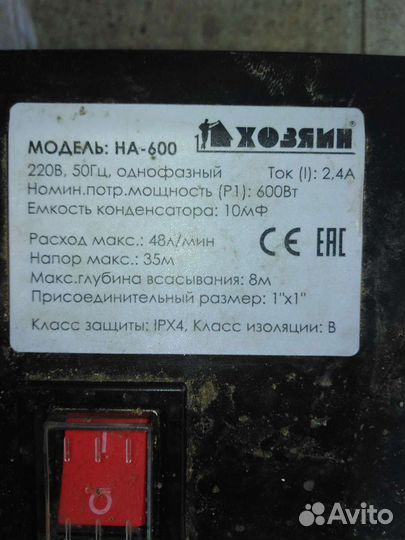 ХОЗЯИН®
МОДЕЛЬ: НА-600
220В, 50Гц, однофазный Ток (I): 2,4А
Номин.потр.мощность (P1): 600Вт
Емкость конденсатора: 10мФ
Расход макс.: 48л/мин
Напор макс.: 35м
CE EAC
Макс.глубина всасывания: 8м
Присоединительный размер: 1"x1"
Класс защиты: IPX4, Класс изоляции: В
Avito